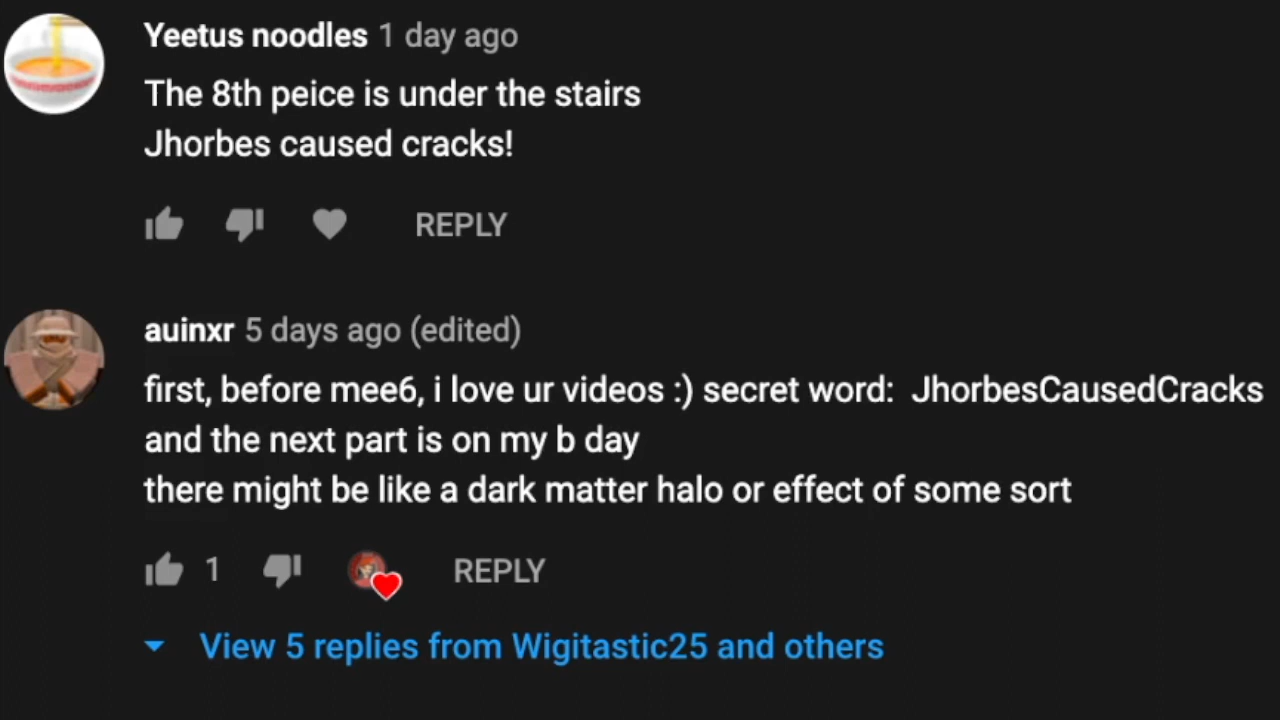 Yeetus noodles 1 day ago
The 8th peice is under the stairs
Jhorbes caused cracks!
REPLY
auinxr 5 days ago (edited)
first, before mee6, i love ur videos :) secret word: JhorbesCausedCracks
and the next part is on my b day
there might be like a dark matter halo or effect of some sort
1 REPLY
View 5 replies from Wigitastic25 and others